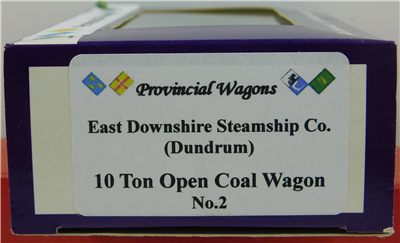 Provincial Wagons
East Downshire Steamship Co.
(Dundrum)
10 Ton Open Coal Wagon
No.2